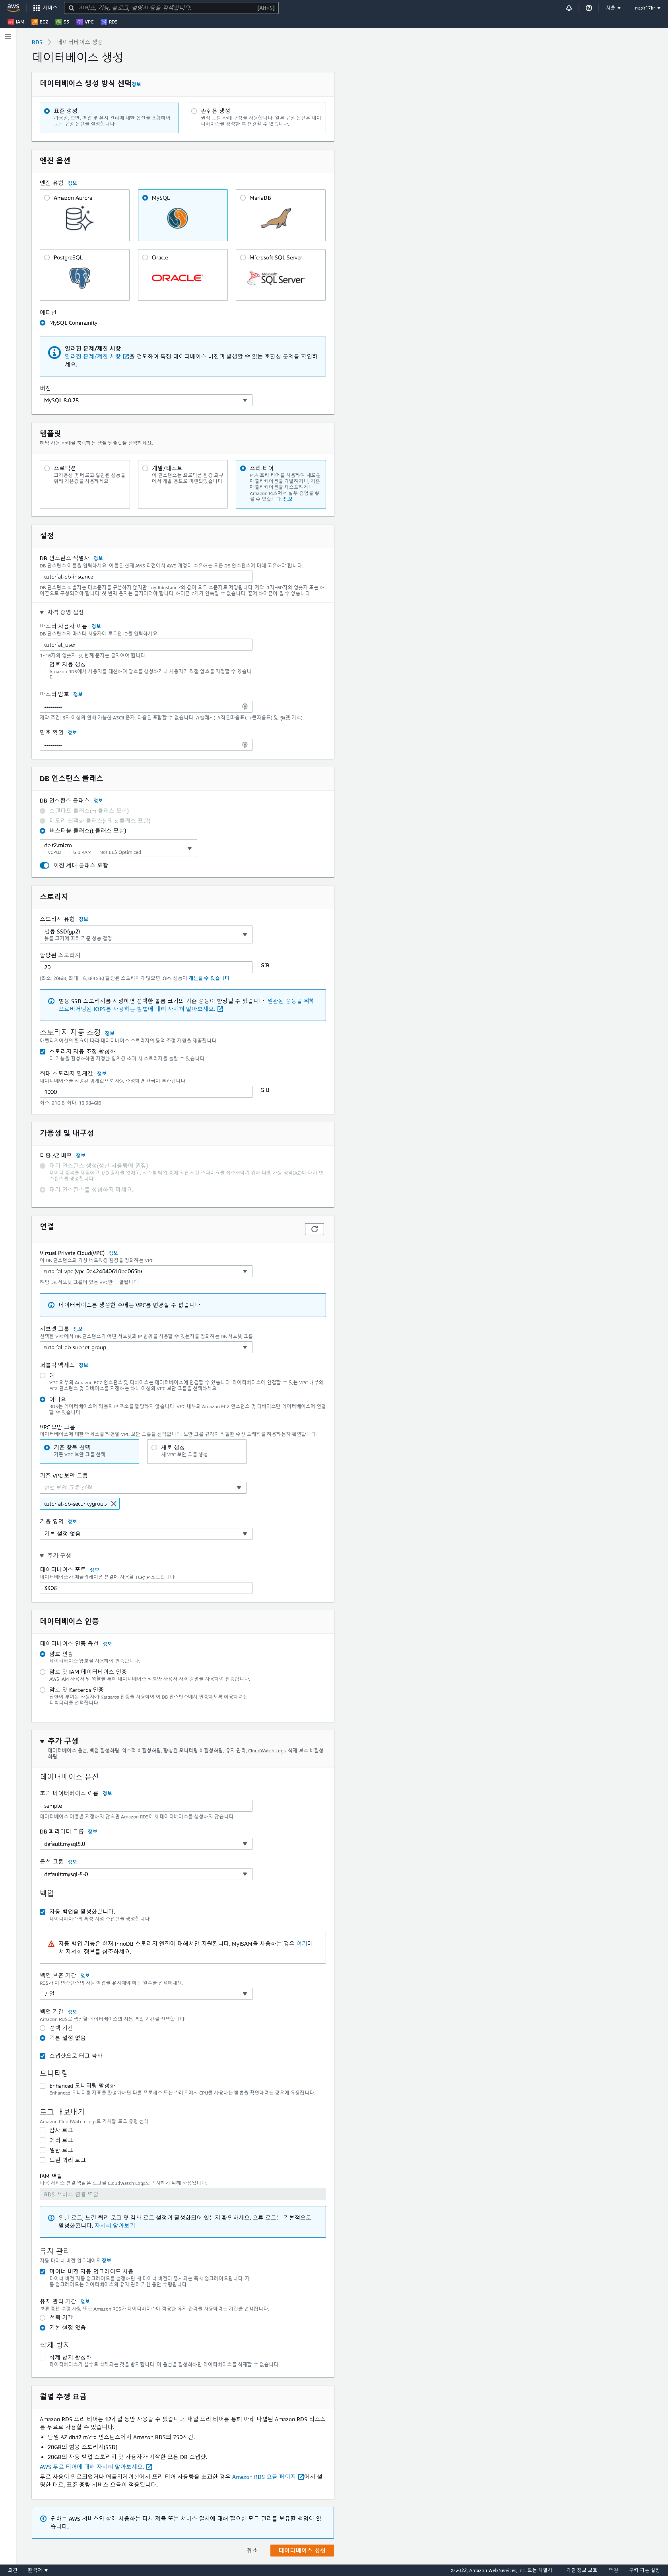 aws
서비스
서비스, 기능, 블로그, 설명서 등을 검색합니다.
[Alt+S]
서울
IAM
EC2
S3
VPC
RDS
RDS
데이터베이스 생성
데이터베이스 생성
데이터베이스 생성 방식 선택정보
표준 생성
가용성, 보안, 백업 및 유지 관리에 대한 옵션을 포함하여 모든 구성 옵션을 설정합니다.
손쉬운 생성
권장 모범 사례 구성을 사용합니다. 일부 구성 옵션은 데이터베이스를 생성한 후 변경할 수 있습니다.
엔진 옵션
엔진 유형 정보
Amazon Aurora
MySQL
MariaDB
PostgreSQL
Oracle
ORACLE
Microsoft SQL Server
Microsoft
SQL Server
에디션
MySQL Community
알려진 문제/제한 사항
알려진 문제/제한 사항을 검토하여 특정 데이터베이스 버전과 발생할 수 있는 호환성 문제를 확인하세요.
버전
MySQL 8.0.28
템플릿
해당 사용 사례를 충족하는 샘플 템플릿을 선택하세요.
프로덕션
고가용성 및 빠르고 일관된 성능을 위해 기본값을 사용하세요.
개발/테스트
이 인스턴스는 프로덕션 환경 외부에서 개발 용도로 마련되었습니다.
프리 티어
RDS 프리 티어를 사용하여 새로운 애플리케이션을 개발하거나, 기존 애플리케이션을 테스트하거나 Amazon RDS에서 실무 경험을 쌓을 수 있습니다. 정보
설정
DB 인스턴스 식별자 정보
DB 인스턴스 이름을 입력하세요. 이름은 현재 AWS 리전에서 AWS 계정이 소유하는 모든 DB 인스턴스에 대해 고유해야 합니다.
tutorial-db-instance
DB 인스턴스 식별자는 대소문자를 구분하지 않지만 'mydbinstance'와 같이 모두 소문자로 저장됩니다. 제약: 1자~60자의 영숫자 또는 하이픈으로 구성되어야 합니다. 첫 번째 문자는 글자여야 합니다. 하이픈 2개가 연속될 수 없습니다. 끝에 하이픈이 올 수 없습니다.
자격 증명 설정
마스터 사용자 이름 정보
DB 인스턴스의 마스터 사용자에 로그인 ID를 입력하세요.
tutorial_user
1~16자의 영숫자. 첫 번째 문자는 글자여야 합니다.
암호 자동 생성
Amazon RDS에서 사용자를 대신하여 암호를 생성하거나 사용자가 직접 암호를 지정할 수 있습니다.
마스터 암호 정보
제약 조건: 8자 이상의 인쇄 가능한 ASCII 문자. 다음은 포함할 수 없습니다. /(슬래시), '(작은따옴표), "(큰따옴표) 및 @(앳 기호).
암호 확인 정보
DB 인스턴스 클래스
DB 인스턴스 클래스 정보
스탠다드 클래스(m 클래스 포함)
메모리 최적화 클래스(r 및 x 클래스 포함)
버스터블 클래스(t 클래스 포함)
db.t2.micro
1 vCPUs 1 GiB RAM Not EBS Optimized
이전 세대 클래스 포함
스토리지
스토리지 유형 정보
범용 SSD(gp2)
볼륨 크기에 따라 기준 성능 결정
할당된 스토리지
20
GiB
(최소: 20GiB, 최대: 16,384GiB) 할당된 스토리지가 많으면 IOPS 성능이 개선될 수 있습니다.
범용 SSD 스토리지를 지정하면 선택한 볼륨 크기의 기준 성능이 향상될 수 있습니다. 일관된 성능을 위해 프로비저닝된 IOPS를 사용하는 방법에 대해 자세히 알아보세요.
스토리지 자동 조정 정보
애플리케이션의 필요에 따라 데이터베이스 스토리지의 동적 조정 지원을 제공합니다.
스토리지 자동 조정 활성화
이 기능을 활성화하면 지정한 임계값 초과 시 스토리지를 늘릴 수 있습니다.
최대 스토리지 임계값 정보
데이터베이스를 지정된 임계값으로 자동 조정하면 요금이 부과됩니다
1000
GiB
최소: 21GiB, 최대: 16,384GiB
가용성 및 내구성
다중 AZ 배포 정보
대기 인스턴스 생성(생산 사용량에 권장)
대기 인스턴스를 생성하지 마세요.
연결
Virtual Private Cloud(VPC) 정보
이 DB 인스턴스의 가상 네트워킹 환경을 정의하는 VPC.
해당 DB 서브넷 그룹이 있는 VPC만 나열됩니다.
데이터베이스를 생성한 후에는 VPC를 변경할 수 없습니다.
서브넷 그룹 정보
선택한 VPC에서 DB 인스턴스가 어떤 서브넷과 IP 범위를 사용할 수 있는지를 정의하는 DB 서브넷 그룹.
tutorial-db-subnet-group
퍼블릭 액세스 정보
예
VPC 외부의 Amazon EC2 인스턴스 및 디바이스는 데이터베이스에 연결할 수 있습니다. 데이터베이스에 연결할 수 있는 VPC 내부의 EC2 인스턴스 및 디바이스를 지정하는 하나 이상의 VPC 보안 그룹을 선택하세요.
아니요
RDS는 데이터베이스에 퍼블릭 IP 주소를 할당하지 않습니다. VPC 내부의 Amazon EC2 인스턴스 및 디바이스만 데이터베이스에 연결할 수 있습니다.
VPC 보안 그룹
데이터베이스에 대한 액세스를 허용할 VPC 보안 그룹을 선택합니다. 보안 그룹 규칙이 적절한 수신 트래픽을 허용하는지 확인합니다.
기존 항목 선택
기존 VPC 보안 그룹 선택
새로 생성
새 VPC 보안 그룹 생성
기존 VPC 보안 그룹
VPC 보안 그룹 선택
tutorial-db-securitygroup
가용 영역 정보
기본 설정 없음
추가 구성
데이터베이스 포트 정보
데이터베이스가 애플리케이션 연결에 사용할 TCP/IP 포트입니다.
3306
데이터베이스 인증
데이터베이스 인증 옵션 정보
암호 인증
데이터베이스 암호를 사용하여 인증합니다.
암호 및 IAM 데이터베이스 인증
AWS IAM 사용자 및 역할을 통해 데이터베이스 암호와 사용자 자격 증명을 사용하여 인증합니다.
암호 및 Kerberos 인증
권한이 부여된 사용자가 Kerberos 인증을 사용하여 이 DB 인스턴스에서 인증하도록 허용하려는 디렉터리를 선택합니다.
추가 구성
데이터베이스 옵션, 백업 활성화됨, 역추적 비활성화됨, 향상된 모니터링 비활성화됨, 유지 관리, CloudWatch Logs, 삭제 보호 비활성화됨.
데이터베이스 옵션
초기 데이터베이스 이름 정보
sample
데이터베이스 이름을 지정하지 않으면 Amazon RDS에서 데이터베이스를 생성하지 않습니다.
DB 파라미터 그룹 정보
default.mysql8.0
옵션 그룹 정보
default:mysql-8-0
백업
자동 백업을 활성화합니다.
데이터베이스의 특정 시점 스냅샷을 생성합니다.
자동 백업 기능은 현재 InnoDB 스토리지 엔진에 대해서만 지원됩니다. MyISAM을 사용하는 경우 여기에서 자세한 정보를 참조하세요.
백업 보존 기간 정보
RDS가 이 인스턴스의 자동 백업을 유지해야 하는 일수를 선택하세요.
7 일
백업 기간 정보
Amazon RDS로 생성할 데이터베이스의 자동 백업 기간을 선택합니다.
선택 기간
기본 설정 없음
스냅샷으로 태그 복사
모니터링
Enhanced 모니터링 활성화
Enhanced 모니터링 지표를 활성화하면 다른 프로세스 또는 스레드에서 CPU를 사용하는 방법을 확인하려는 경우에 유용합니다.
로그 내보내기
Amazon CloudWatch Logs로 게시할 로그 유형 선택
감사 로그
에러 로그
일반 로그
느린 쿼리 로그
IAM 역할
다음 서비스 연결 역할은 로그를 CloudWatch Logs로 게시하기 위해 사용됩니다.
RDS 서비스 연결 역할
일반 로그, 느린 쿼리 로그 및 감사 로그 설정이 활성화되어 있는지 확인하세요. 오류 로그는 기본적으로 활성화됩니다. 자세히 알아보기
유지 관리
자동 마이너 버전 업그레이드 정보
마이너 버전 자동 업그레이드 사용
마이너 버전 자동 업그레이드를 설정하면 새 마이너 버전이 출시되는 즉시 업그레이드됩니다. 자동 업그레이드는 데이터베이스의 유지 관리 기간 동안 수행됩니다.
유지 관리 기간 정보
보류 중인 수정 사항 또는 Amazon RDS가 데이터베이스에 적용한 유지 관리를 사용하려는 기간을 선택합니다.
선택 기간
기본 설정 없음
삭제 방지
삭제 방지 활성화
데이터베이스가 실수로 삭제되는 것을 방지합니다. 이 옵션을 활성화하면 데이터베이스를 삭제할 수 없습니다.
월별 추정 요금
Amazon RDS 프리 티어는 12개월 동안 사용할 수 있습니다. 매월 프리 티어를 통해 아래 나열된 Amazon RDS 리소스를 무료로 사용할 수 있습니다.
단일 AZ db.t2.micro 인스턴스에서 Amazon RDS의 750시간.
20GB의 범용 스토리지(SSD).
20GB의 자동 백업 스토리지 및 사용자가 시작한 모든 DB 스냅샷.
AWS 무료 티어에 대해 자세히 알아보세요.
무료 사용이 만료되었거나 애플리케이션에서 프리 티어 사용량을 초과한 경우 Amazon RDS 요금 페이지에서 설명한 대로, 표준 종량 서비스 요금이 적용됩니다.
귀하는 AWS 서비스와 함께 사용하는 타사 제품 또는 서비스 일체에 대해 필요한 모든 권리를 보유할 책임이 있습니다.
취소
데이터베이스 생성
의견
한국어
© 2022, Amazon Web Services, Inc. 또는 계열사.
개인 정보 보호
약관
쿠키 기본 설정